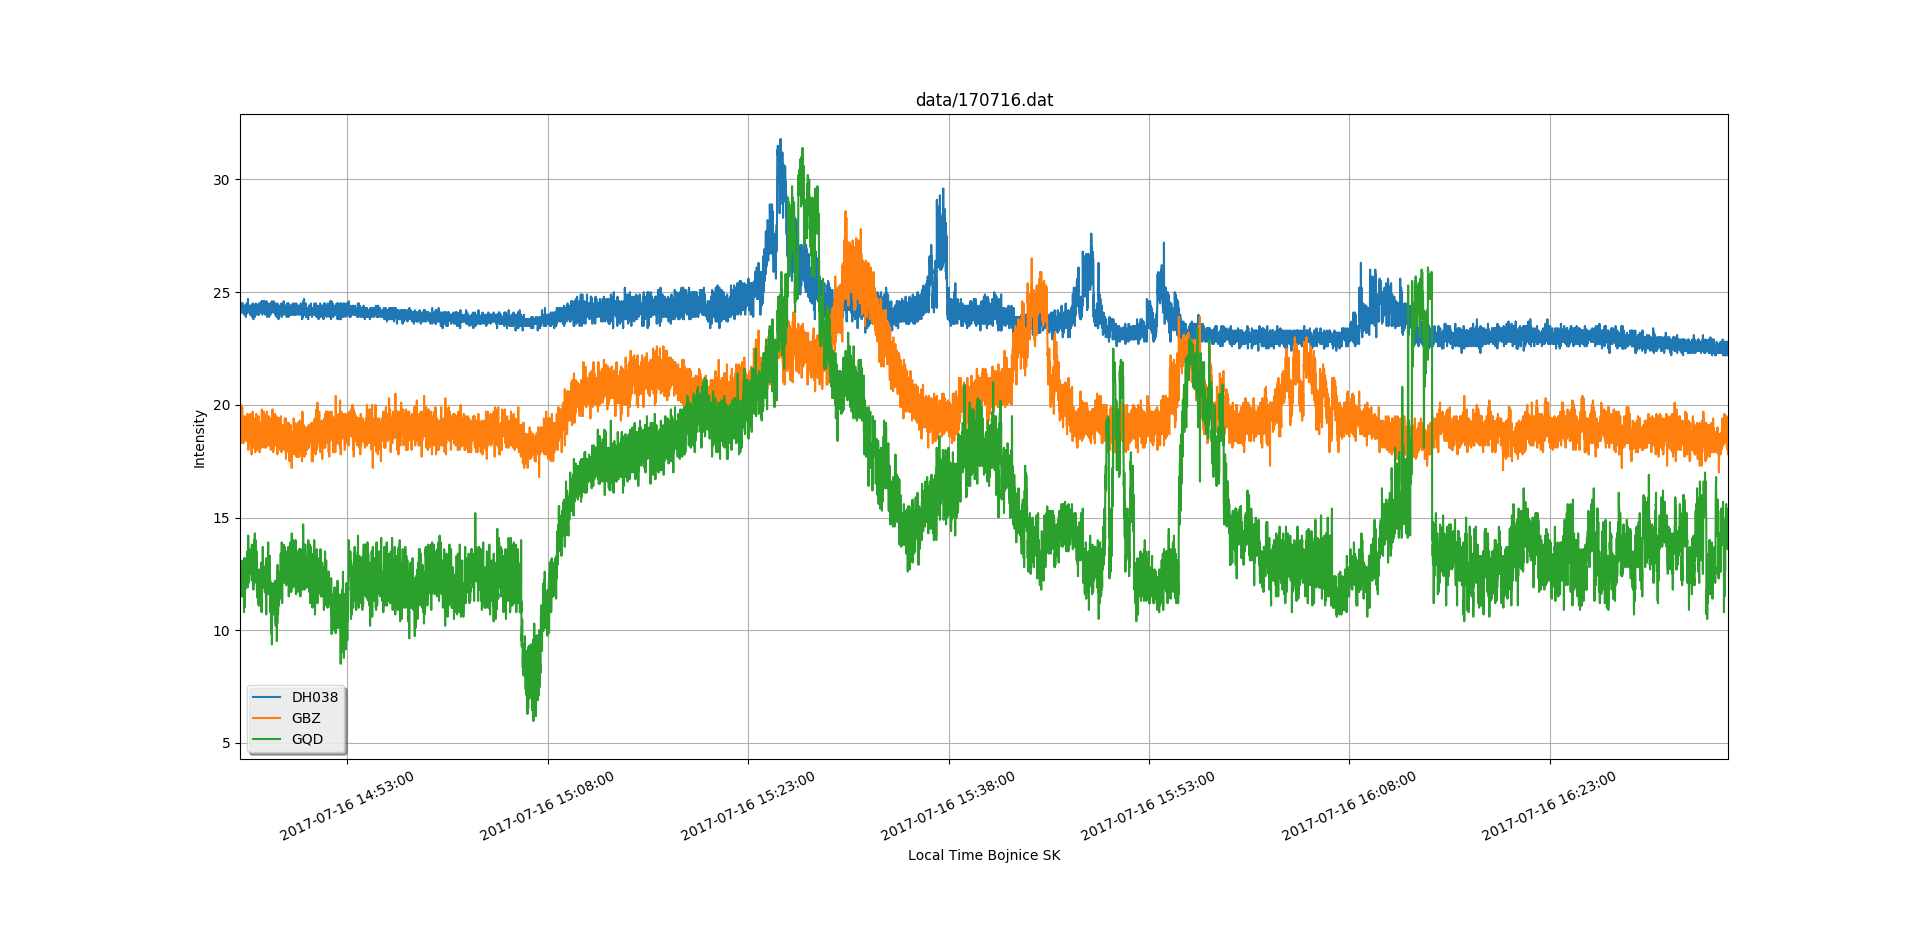 data/170716.dat
30
25
20
15
10
5
Intensity
DH038
GBZ
GQD
2017-07-16 14:53:00
2017-07-16 15:08:00
2017-07-16 15:23:00
2017-07-16 15:38:00
2017-07-16 15:53:00
2017-07-16 16:08:00
2017-07-16 16:23:00
Local Time Bojnice SK